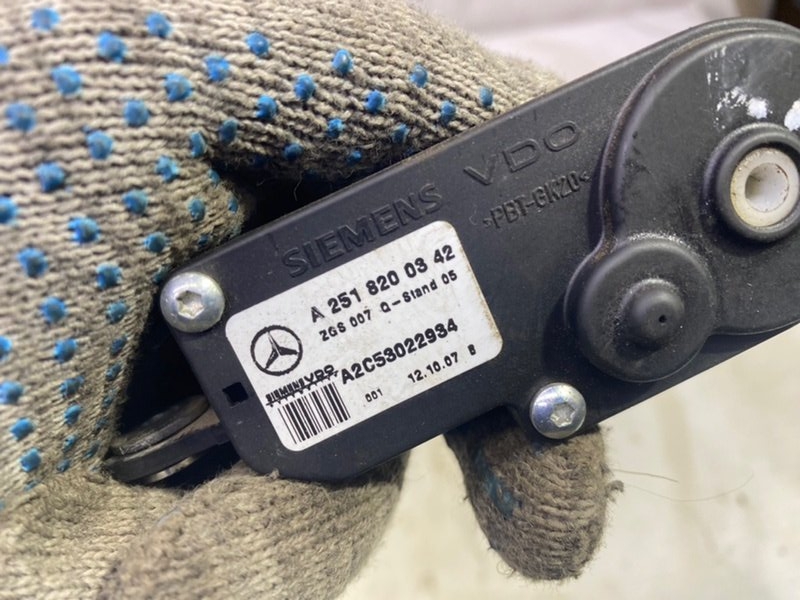 SIEMENS VDO
>PBT-GK20<
A 251 820 03 42
ZGS 007 Q-Stand 05
SIEMENS VDO
A2C53022934
001 12.10.07 B